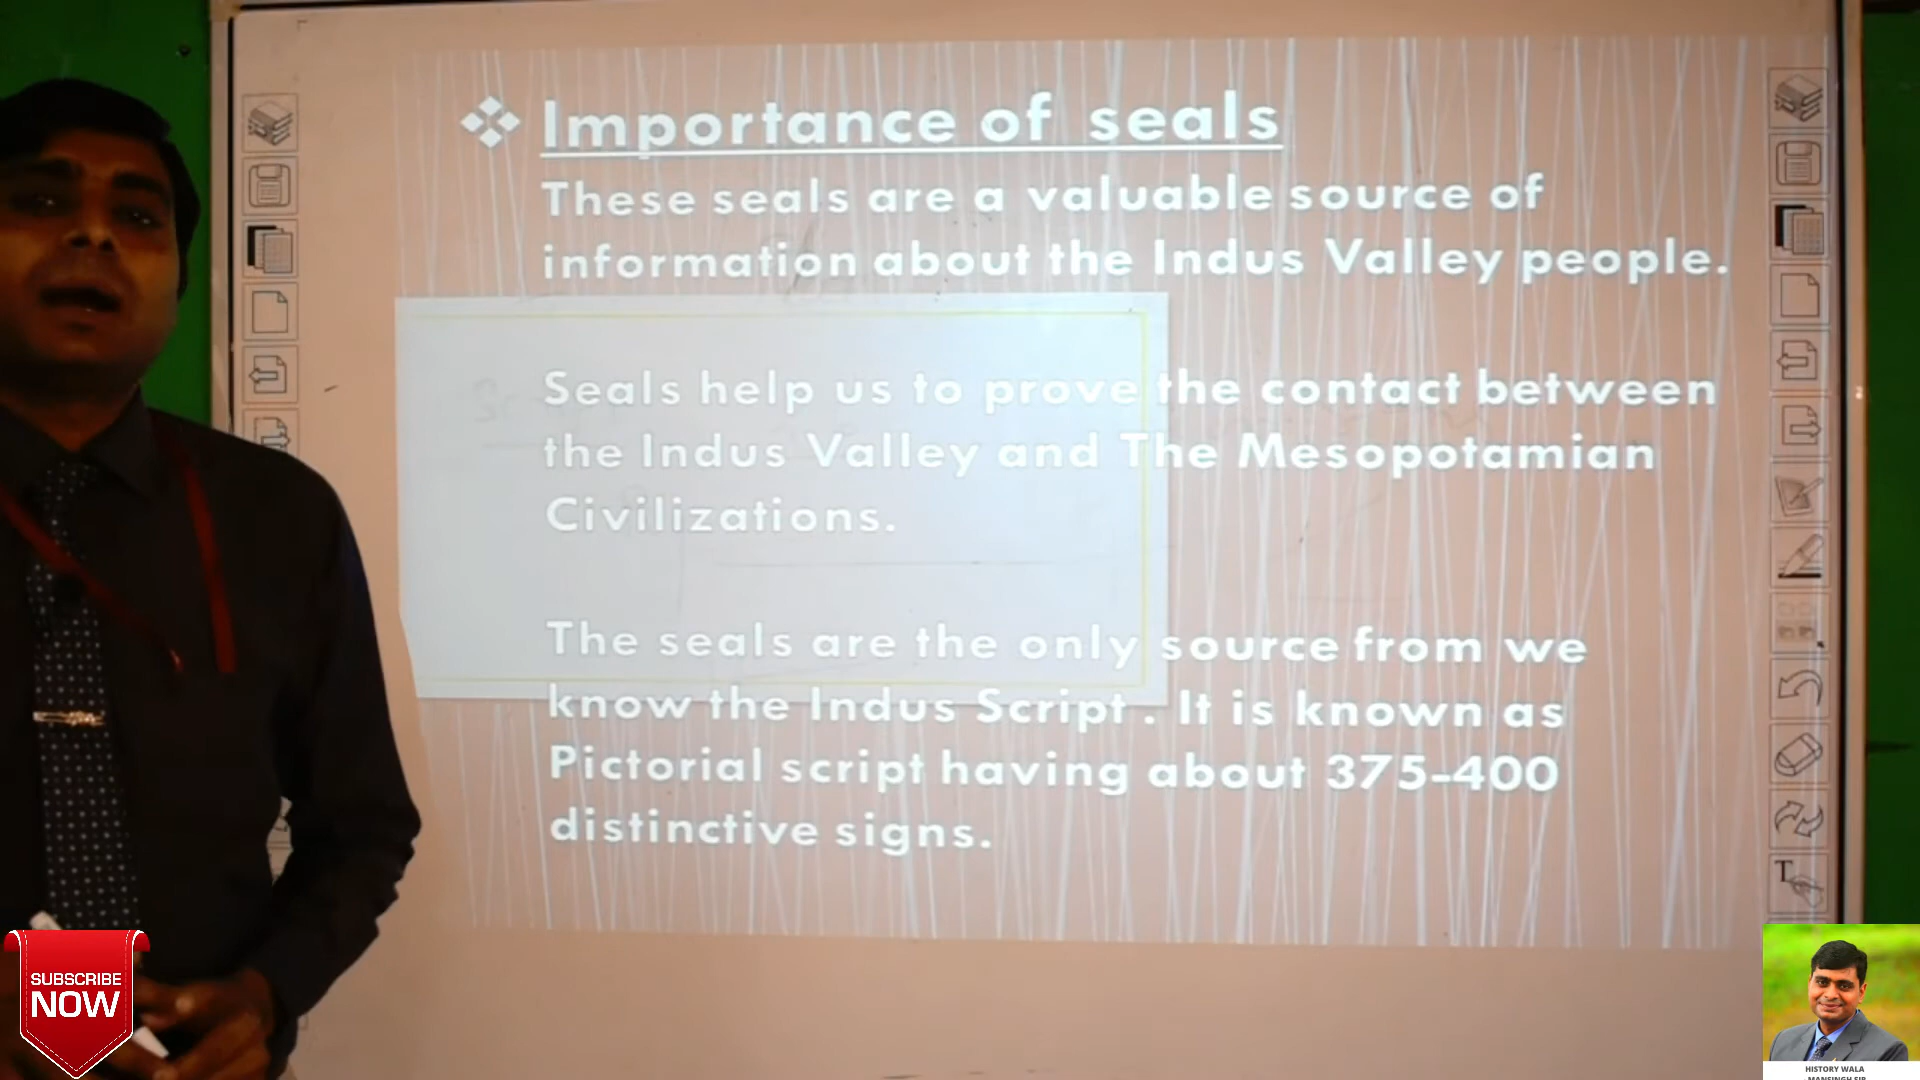 Importance of seals
These seals are a valuable source of
information about the Indus Valley people.
Seals help us to prove the contact between
the Indus Valley and The Mesopotamian
Civilizations.
The seals are the only source from we
know the Indus Script . It is known as
Pictorial script having about 375-400
distinctive signs.
T
SUBSCRIBE
NOW
HISTORY WALA
MANSINGH SIR